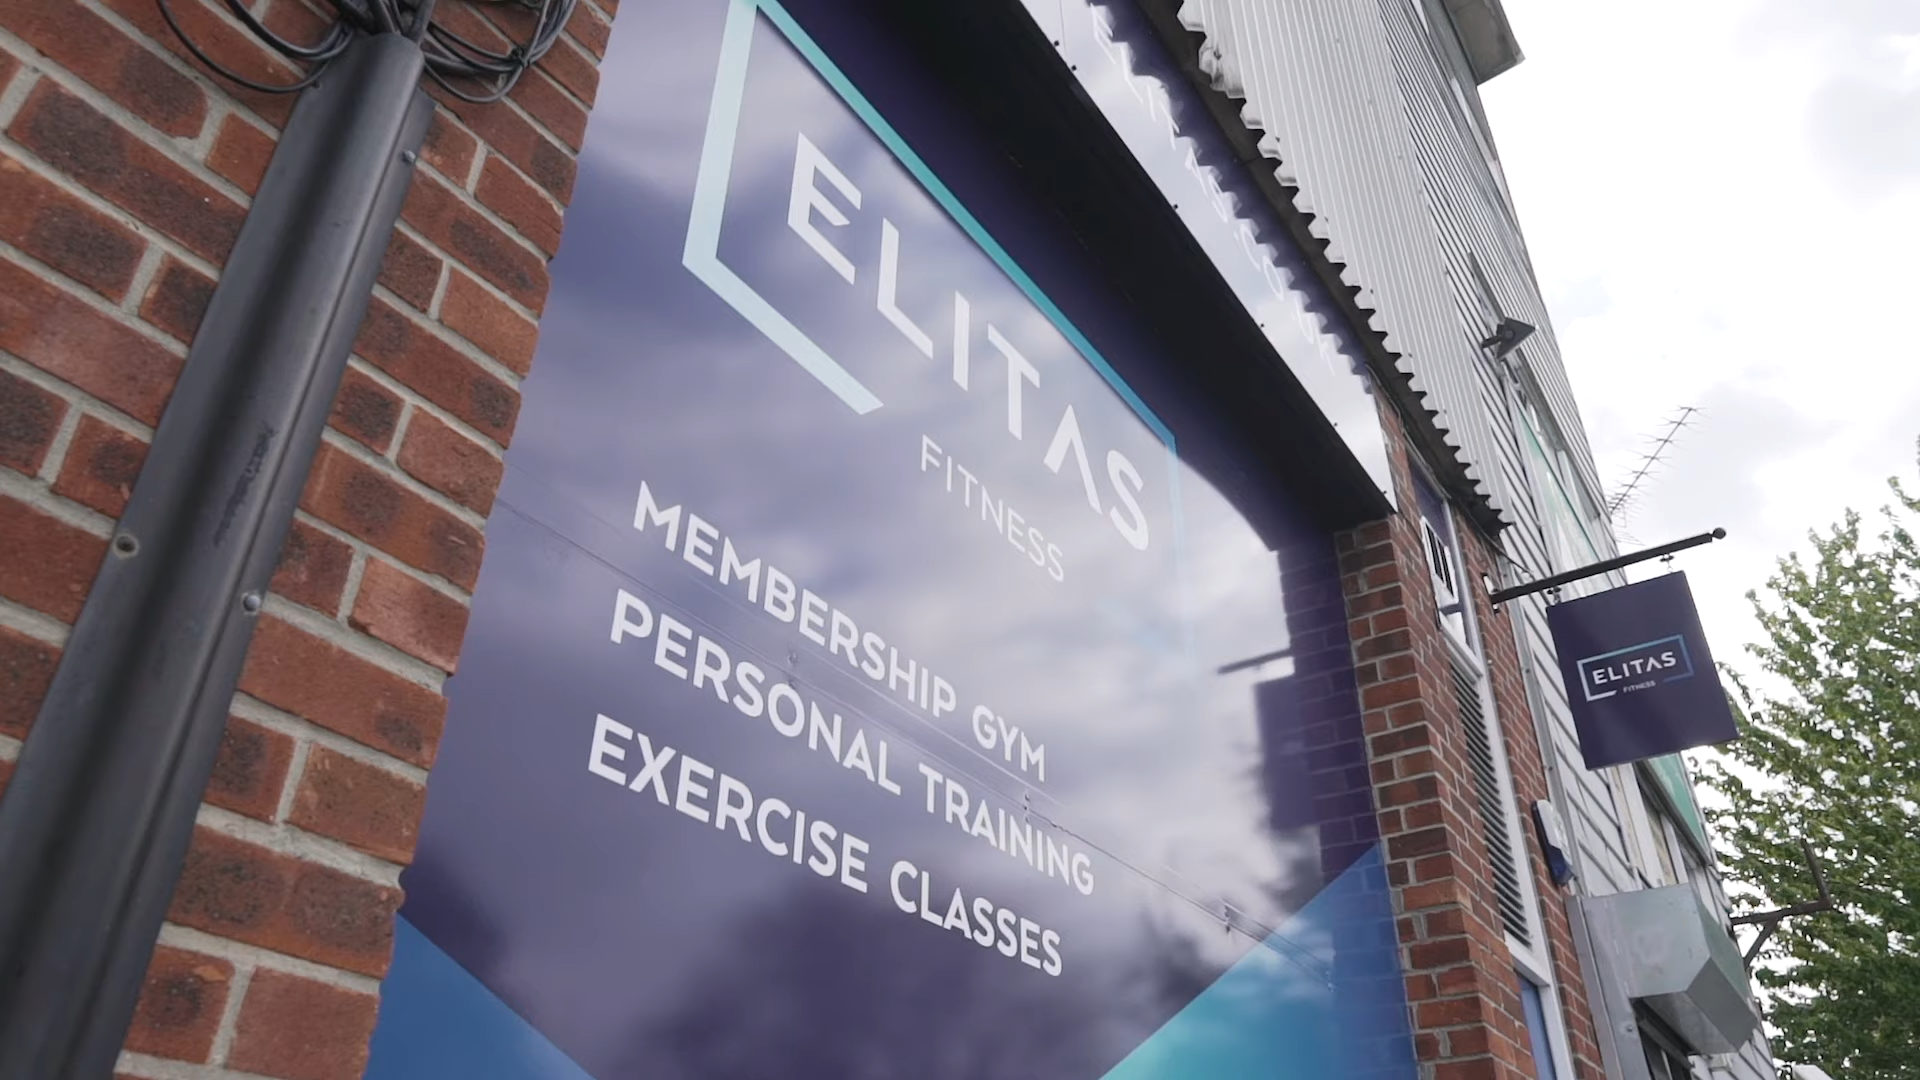 ELITAS
FITNESS
MEMBERSHIP GYM
PERSONAL TRAINING
EXERCISE CLASSES
ELITAS
FITNESS